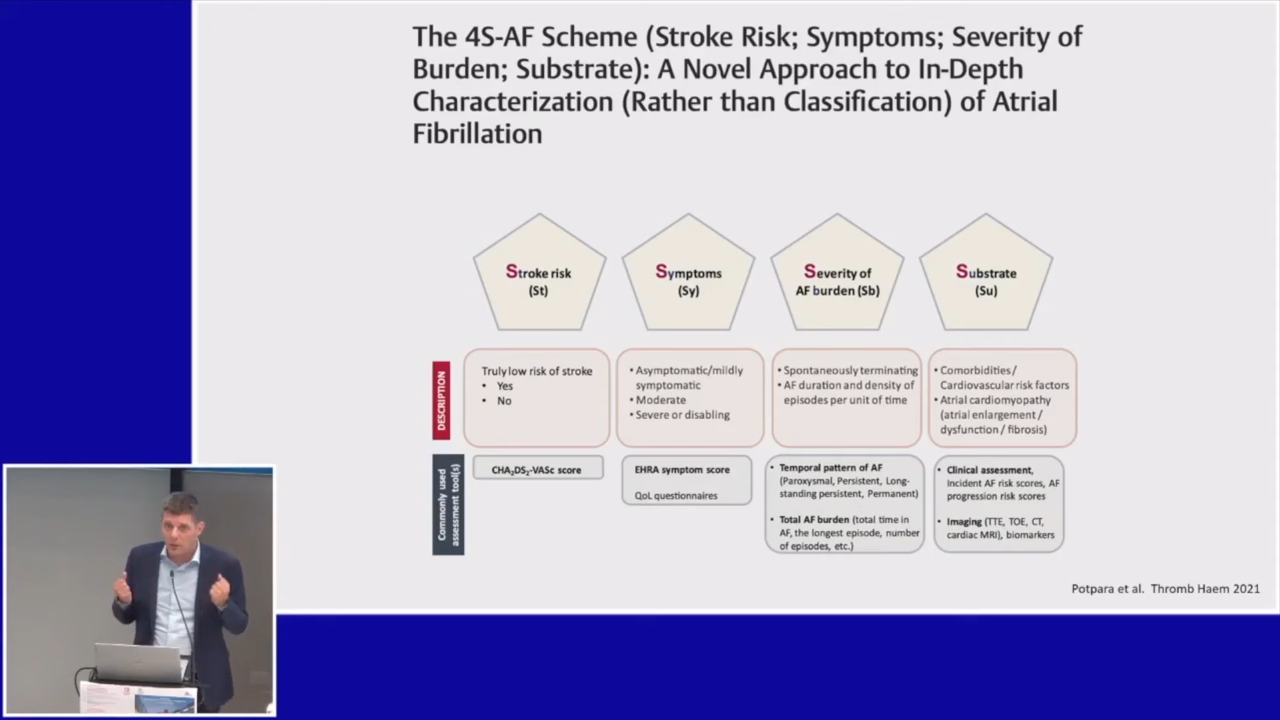 The 4S-AF Scheme (Stroke Risk; Symptoms; Severity of
Burden; Substrate): A Novel Approach to In-Depth
Characterization (Rather than Classification) of Atrial
Fibrillation
Stroke risk
(St)
Symptoms
(Sy)
Severity of
AF burden (Sb)
Substrate
(Su)
DESCRIPTION
Truly low risk of stroke
• Yes
• No
• Asymptomatic/mildly
symptomatic
• Moderate
• Severe or disabling
• Spontaneously terminating
• AF duration and density of
episodes per unit of time
• Comorbidities /
Cardiovascular risk factors
• Atrial cardiomyopathy
(atrial enlargement /
dysfunction / fibrosis)
Commonly used
assessment tool(s)
CHA₂DS₂-VASc score
EHRA symptom score
QoL questionnaires
• Temporal pattern of AF
(Paroxysmal, Persistent, Long-
standing persistent, Permanent)
• Total AF burden (total time in
AF, the longest episode, number
of episodes, etc.)
• Clinical assessment,
Incident AF risk scores, AF
progression risk scores
• Imaging (TTE, TOE, CT,
cardiac MRI), biomarkers
Potpara et al. Thromb Haem 2021